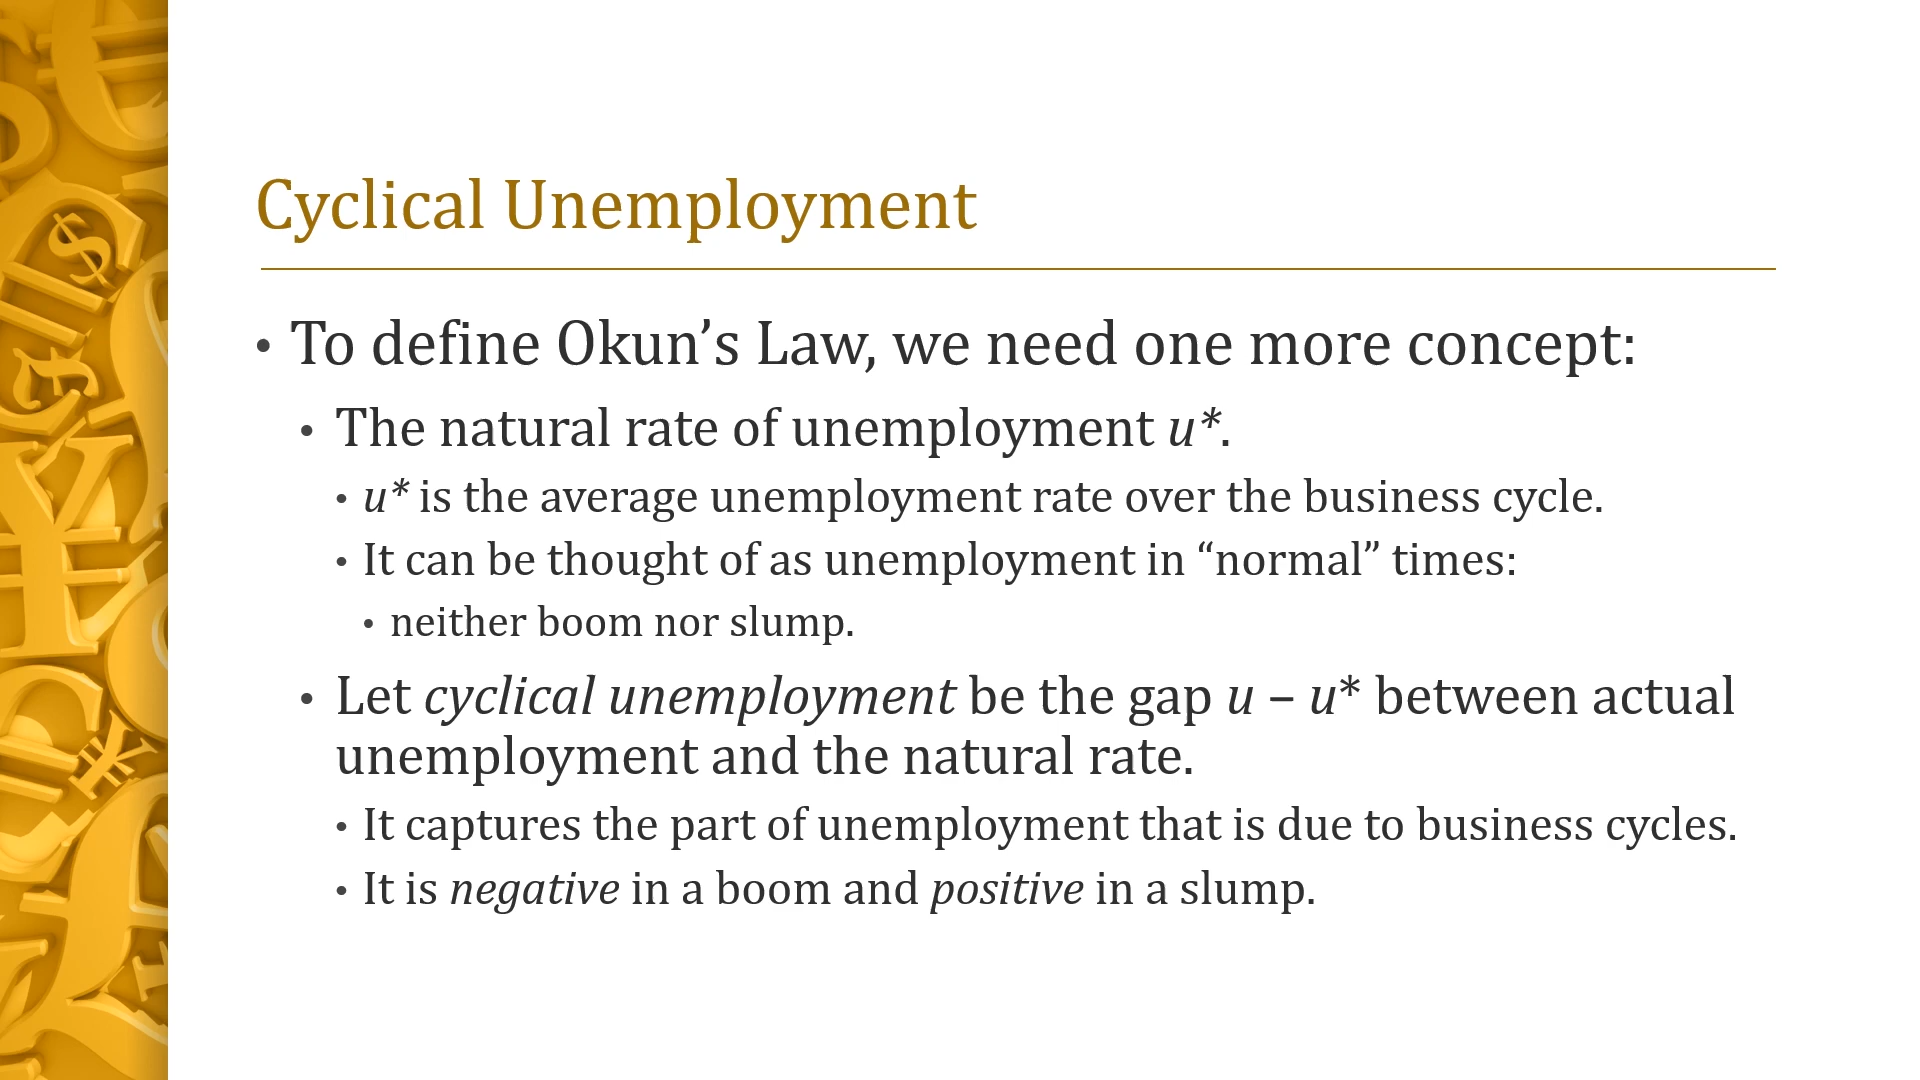 Cyclical Unemployment
• To define Okun’s Law, we need one more concept:
• The natural rate of unemployment u*.
• u* is the average unemployment rate over the business cycle.
• It can be thought of as unemployment in “normal” times:
• neither boom nor slump.
• Let cyclical unemployment be the gap u – u* between actual
unemployment and the natural rate.
• It captures the part of unemployment that is due to business cycles.
• It is negative in a boom and positive in a slump.